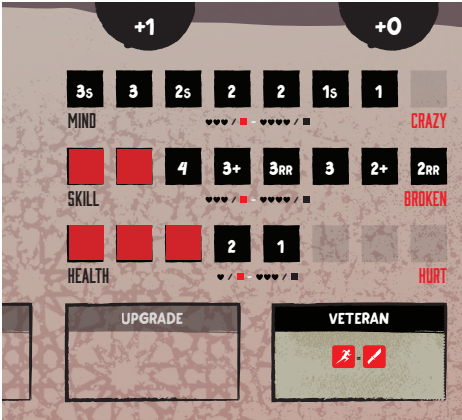 +1 +0
3S 3 2S 2 2 1S 1
MIND / - / CRAZY
4 3+ 3RR 3 2+ 2RR
SKILL / - / BROKEN
2 1
HEALTH / - / HURT
UPGRADE VETERAN
=